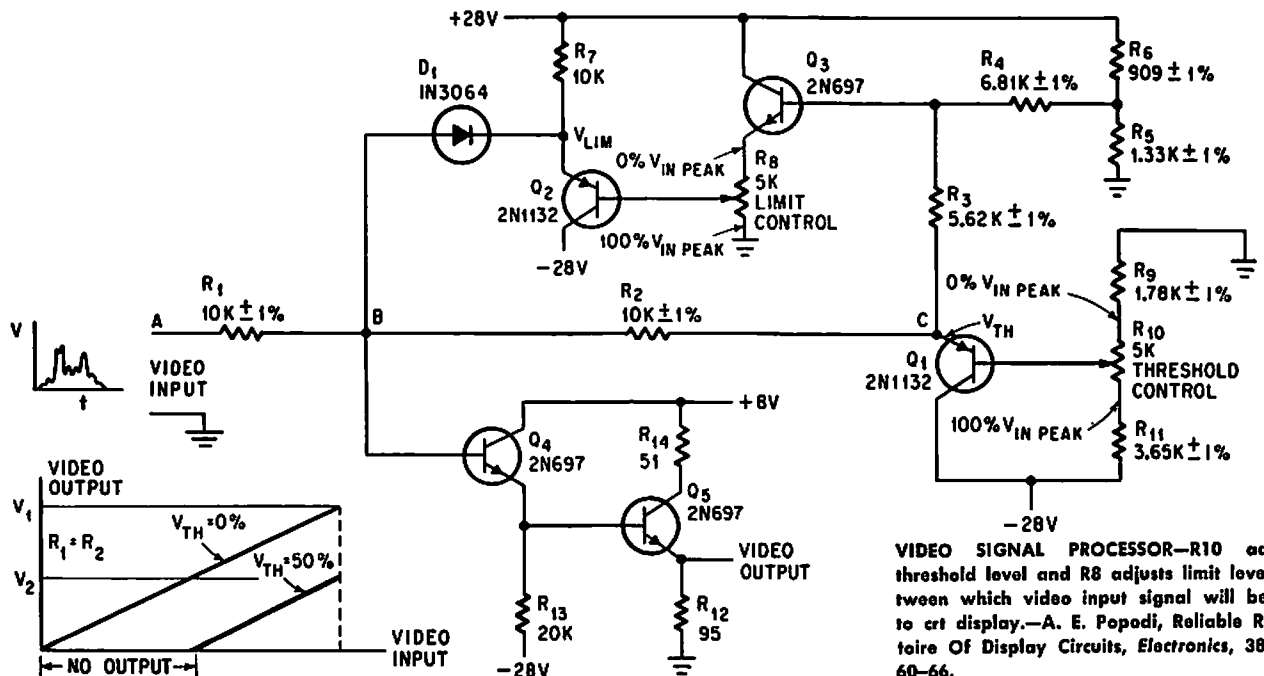 +28V
R7
10K
D1
IN3064
VLIM
Q2
2N1132
-28V
Q3
2N697
0% VIN PEAK
R8
5K
LIMIT
CONTROL
100% VIN PEAK
R4
6.81K ± 1%
R6
909 ± 1%
R5
1.33K ± 1%
R3
5.62K ± 1%
R1
10K ± 1%
A
B
R2
10K ± 1%
C
VTH
Q1
2N1132
0% VIN PEAK
R9
1.78K ± 1%
R10
5K
THRESHOLD
CONTROL
100% VIN PEAK
R11
3.65K ± 1%
-28V
V
t
VIDEO
INPUT
+8V
Q4
2N697
R14
51
Q5
2N697
VIDEO
OUTPUT
R13
20K
-28V
R12
95
VIDEO
OUTPUT
V1
R1 = R2
VTH = 0%
V2
VTH = 50%
VIDEO
INPUT
NO OUTPUT
VIDEO SIGNAL PROCESSOR—R10 ad
threshold level and R8 adjusts limit leve
tween which video input signal will be
to crt display.—A. E. Popodi, Reliable R
toire Of Display Circuits, Electronics, 38
60–66.